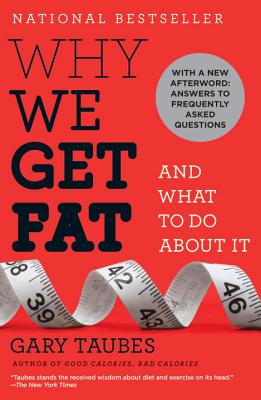 NATIONAL BESTSELLER
WHY
WE
GET
FAT
WITH A NEW
AFTERWORD:
ANSWERS TO
FREQUENTLY
ASKED
QUESTIONS
AND
WHAT
TO DO
ABOUT IT
38
39
42
43
46
GARY TAUBES
AUTHOR OF GOOD CALORIES, BAD CALORIES
"Taubes stands the received wisdom about diet and exercise on its head."
—The New York Times